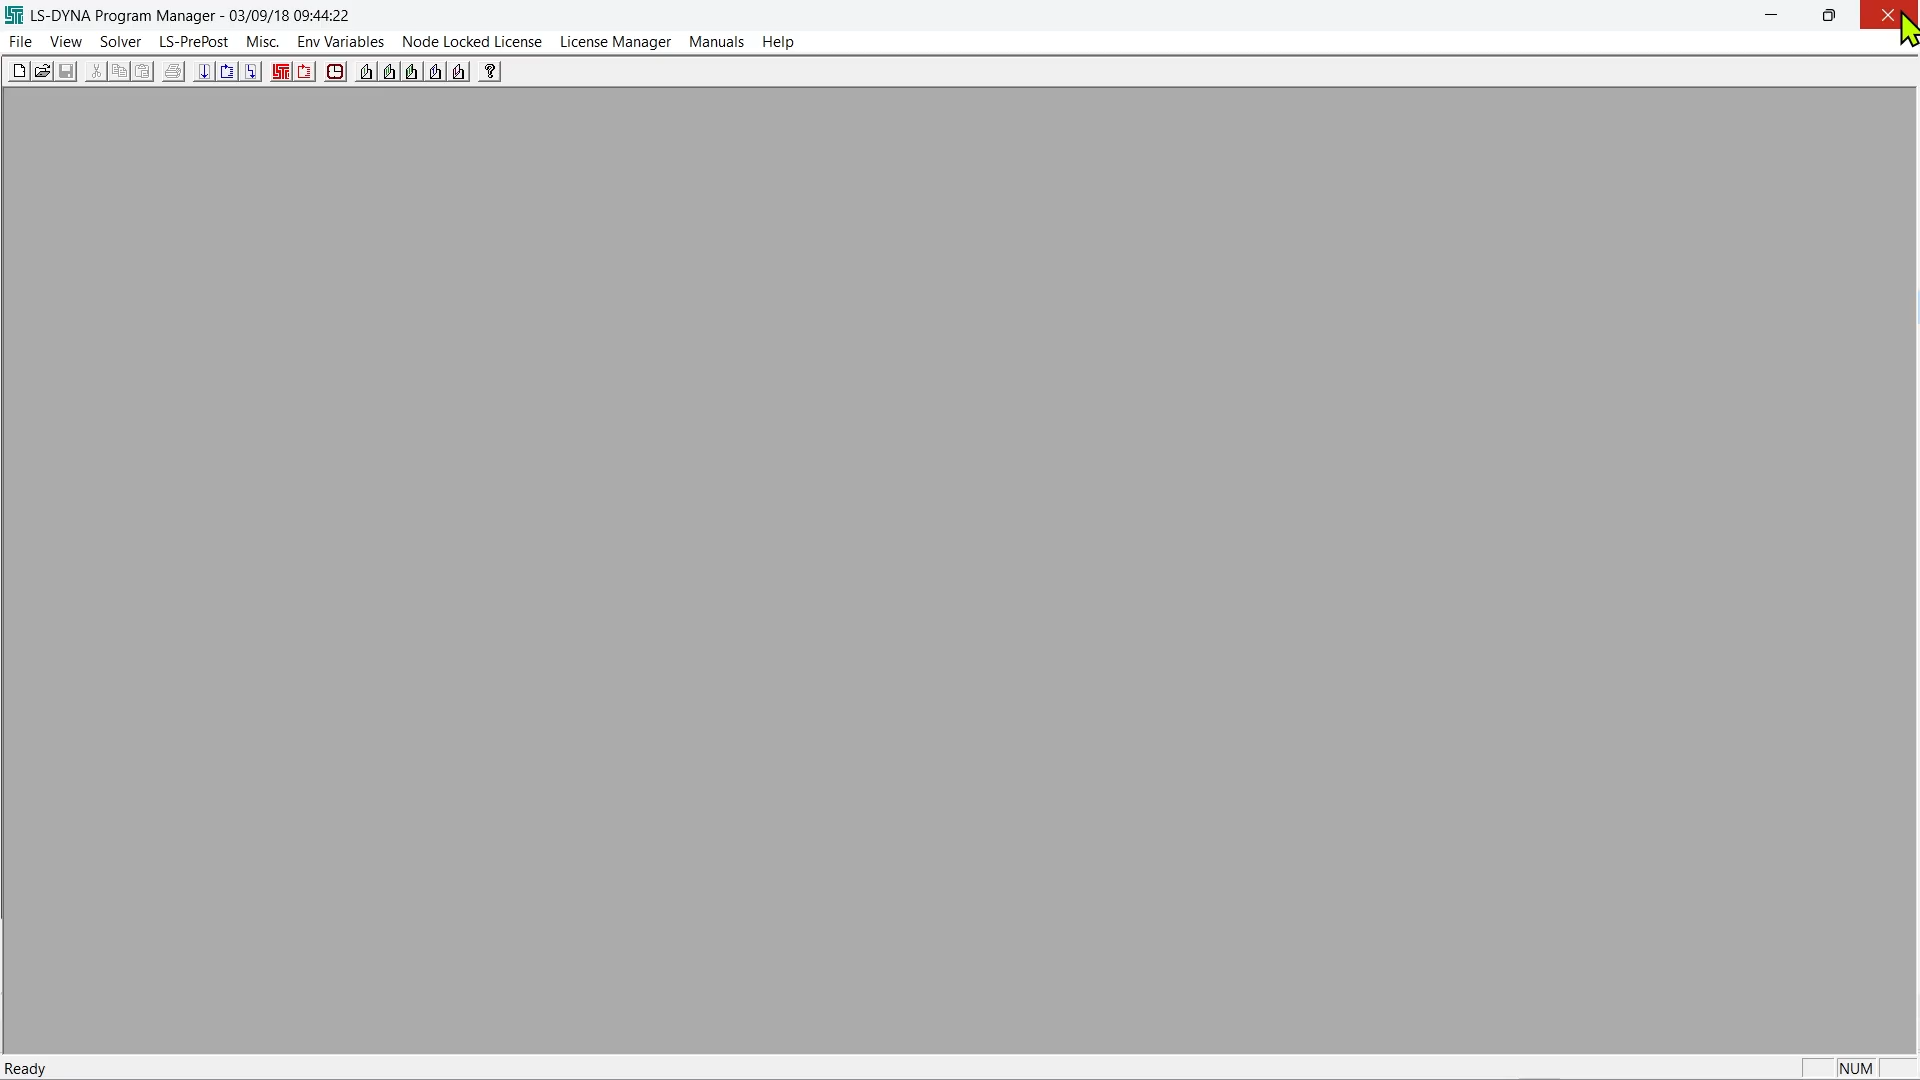 LS-DYNA Program Manager - 03/09/18 09:44:22
File View Solver LS-PrePost Misc. Env Variables Node Locked License License Manager Manuals Help
Ready
NUM